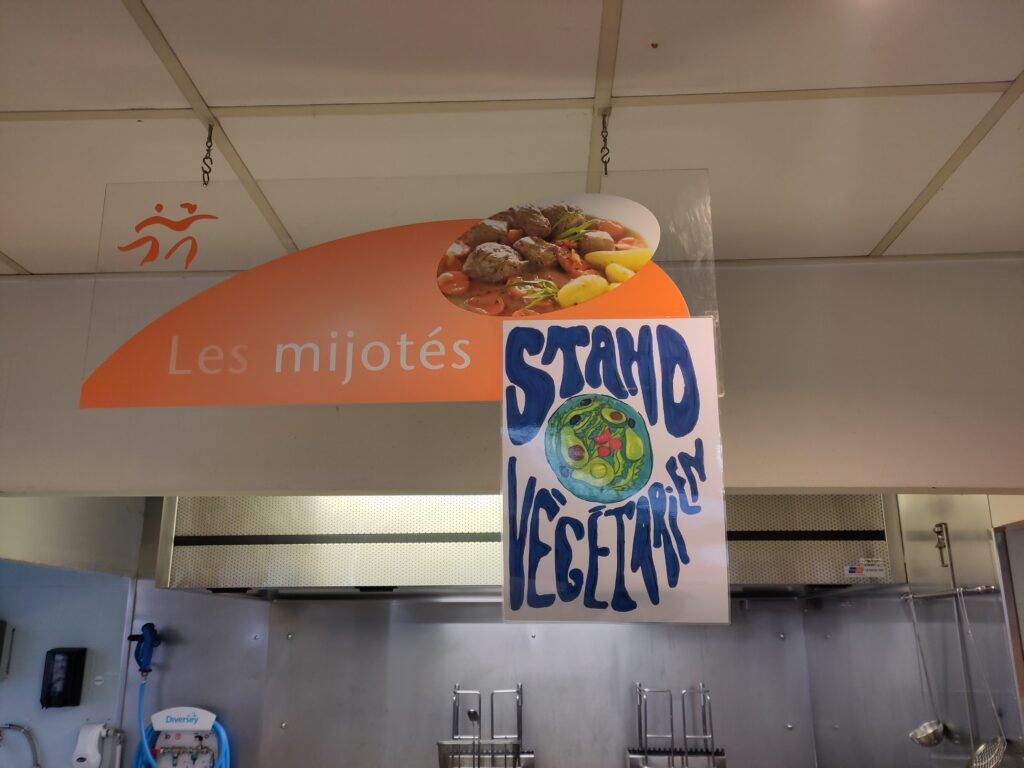 Les mijotés
STAND
VÉGÉTARIEN
Diversey